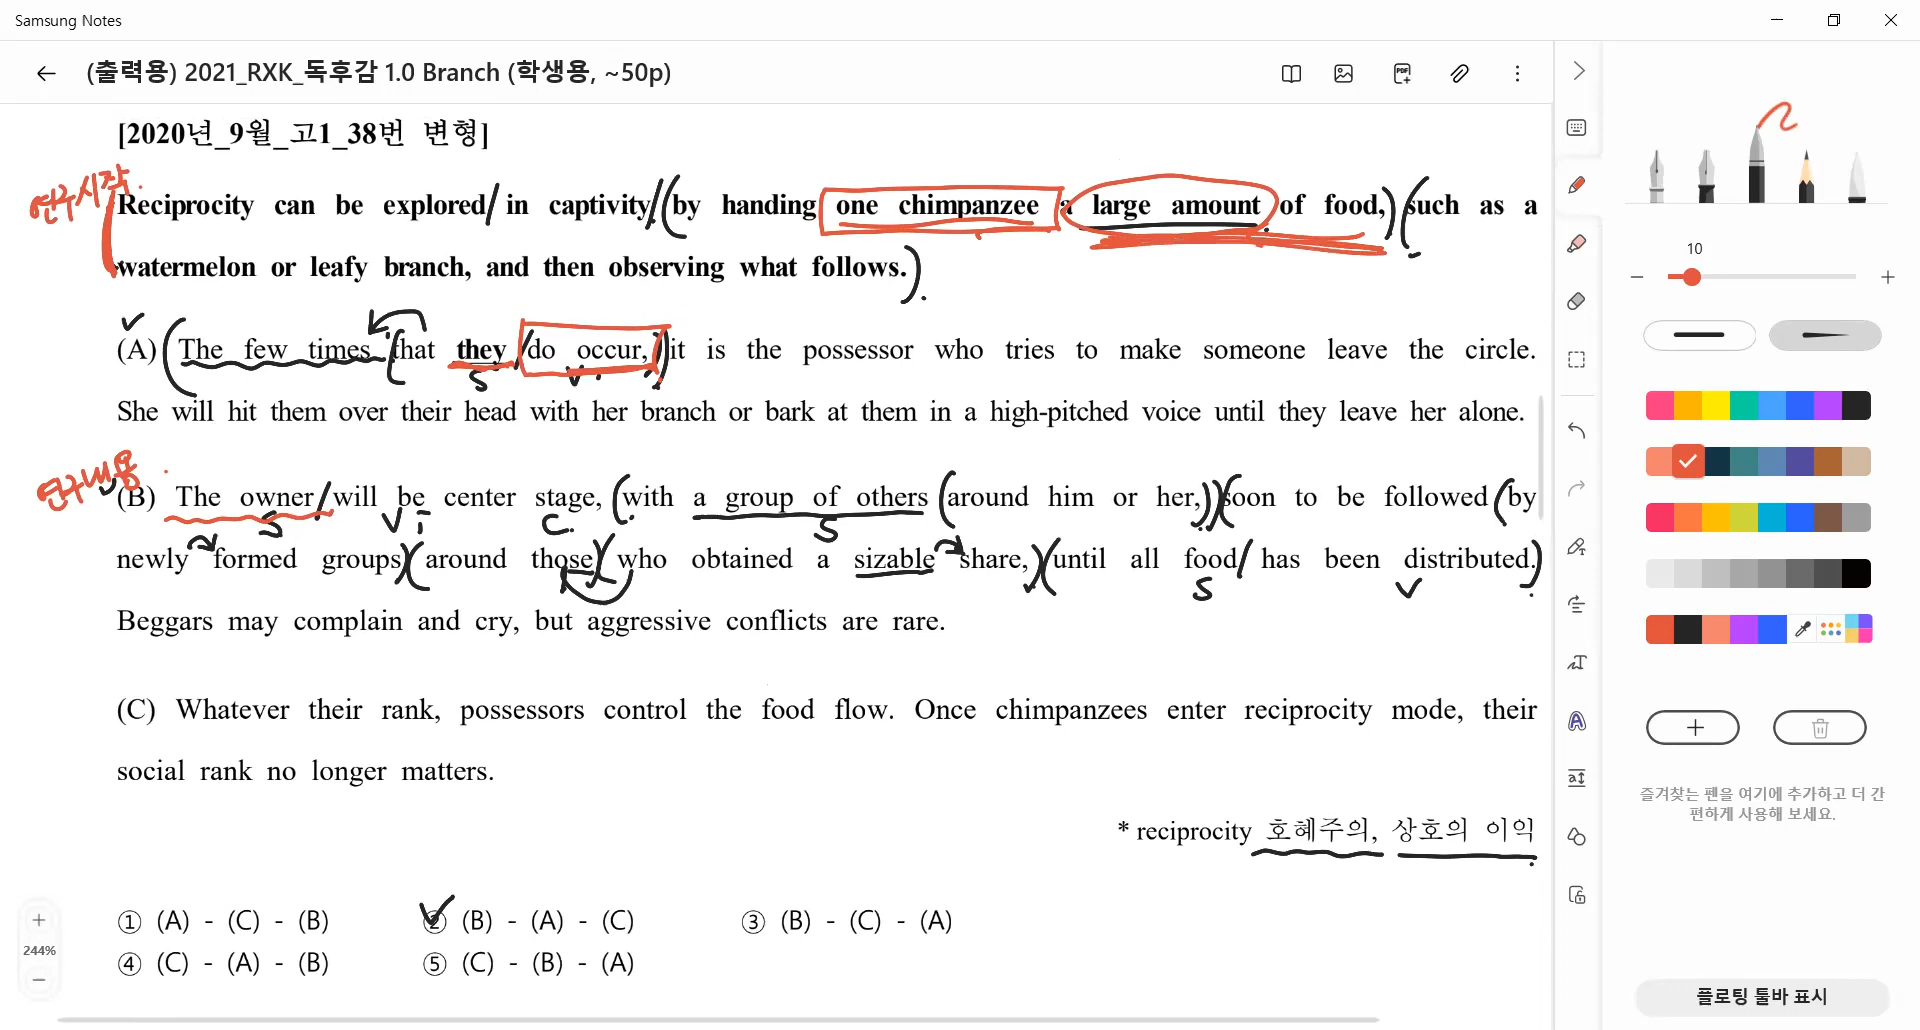 Samsung Notes
(출력용) 2021_RXK_독후감 1.0 Branch (학생용, ~50p)
[2020년_9월_고1_38번 변형]
연구시작.
Reciprocity can be explored in captivity, by handing one chimpanzee a large amount of food, such as a
watermelon or leafy branch, and then observing what follows.
(A) The few times that they do occur, it is the possessor who tries to make someone leave the circle.
S V
She will hit them over their head with her branch or bark at them in a high-pitched voice until they leave her alone.
연구내용
(B) The owner will be center stage, with a group of others around him or her, soon to be followed by
S V C. S
newly formed groups around those who obtained a sizable share, until all food has been distributed.
S V
Beggars may complain and cry, but aggressive conflicts are rare.
(C) Whatever their rank, possessors control the food flow. Once chimpanzees enter reciprocity mode, their
social rank no longer matters.
* reciprocity 호혜주의, 상호의 이익
① (A) - (C) - (B) ② (B) - (A) - (C) ③ (B) - (C) - (A)
④ (C) - (A) - (B) ⑤ (C) - (B) - (A)
244%
PDF
10
즐겨찾는 펜을 여기에 추가하고 더 간
편하게 사용해 보세요.
플로팅 툴바 표시